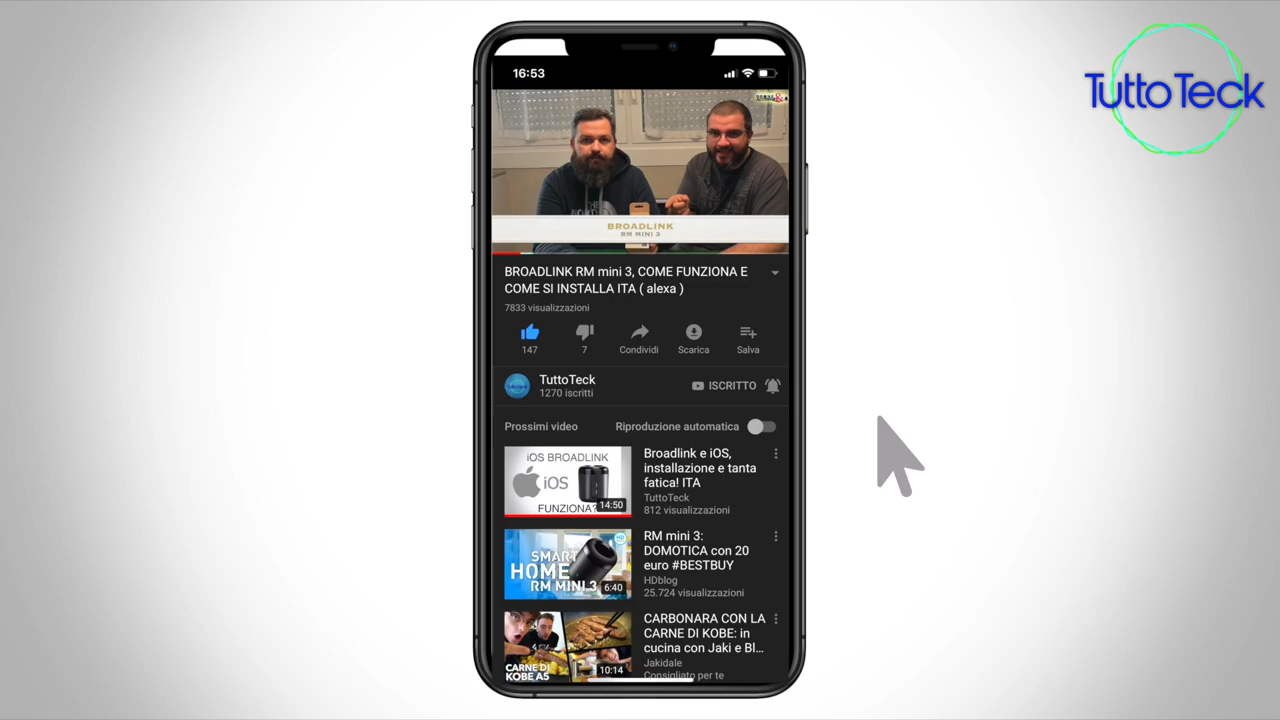 TuttoTeck
16:53
BROADLINK
RM MINI 3
BROADLINK RM mini 3, COME FUNZIONA E
COME SI INSTALLA ITA ( alexa )
7833 visualizzazioni
147
7
Condividi
Scarica
Salva
TuttoTeck
1270 iscritti
ISCRITTO
Prossimi video
Riproduzione automatica
iOS BROADLINK
iOS
FUNZIONA?
14:50
Broadlink e iOS,
installazione e tanta
fatica! ITA
TuttoTeck
812 visualizzazioni
SMART
HOME
RM MINI 3
HD
6:40
RM mini 3:
DOMOTICA con 20
euro #BESTBUY
HDblog
25.724 visualizzazioni
CARNE DI
KOBE A5
10:14
CARBONARA CON LA
CARNE DI KOBE: in
cucina con Jaki e Bl...
Jakidale
Consigliato per te